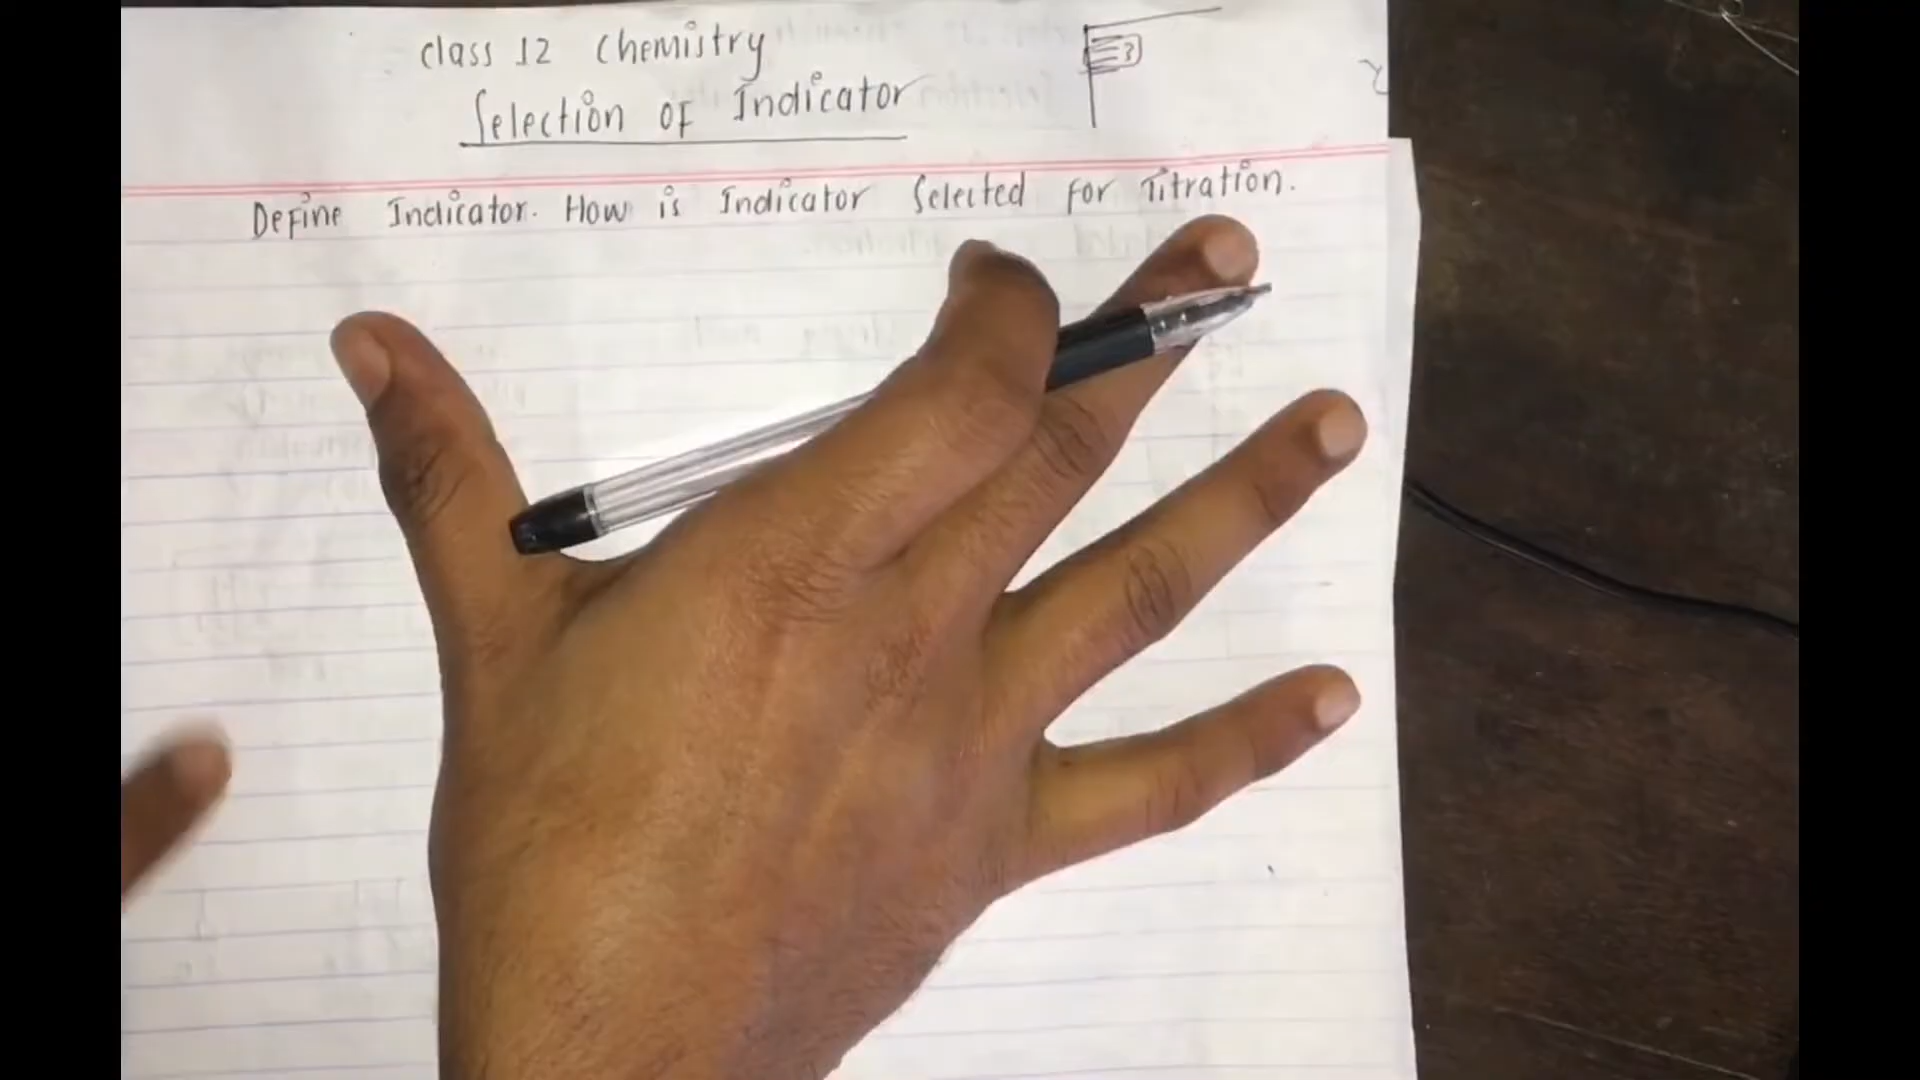 class 12 Chemistry
Selection OF Indicator
Define Indicator. How is Indicator Selected for Titration.